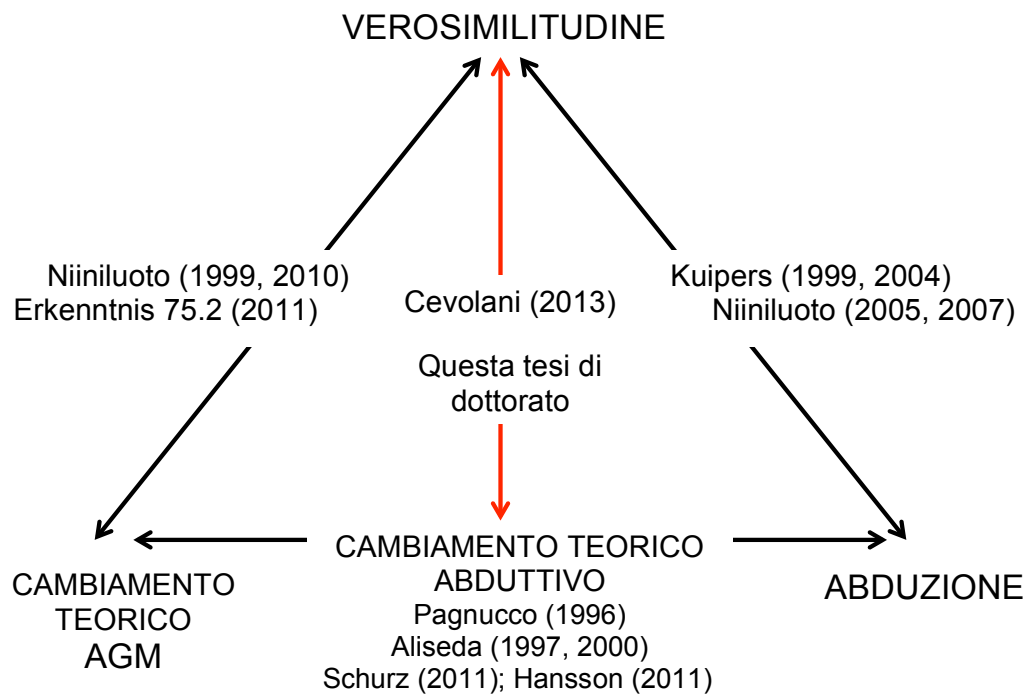 VEROSIMILITUDINE
Niiniluoto (1999, 2010)
Erkenntnis 75.2 (2011)
Cevolani (2013)
Questa tesi di
dottorato
Kuipers (1999, 2004)
Niiniluoto (2005, 2007)
CAMBIAMENTO
TEORICO
AGM
CAMBIAMENTO TEORICO
ABDUTTIVO
Pagnucco (1996)
Aliseda (1997, 2000)
Schurz (2011); Hansson (2011)
ABDUZIONE